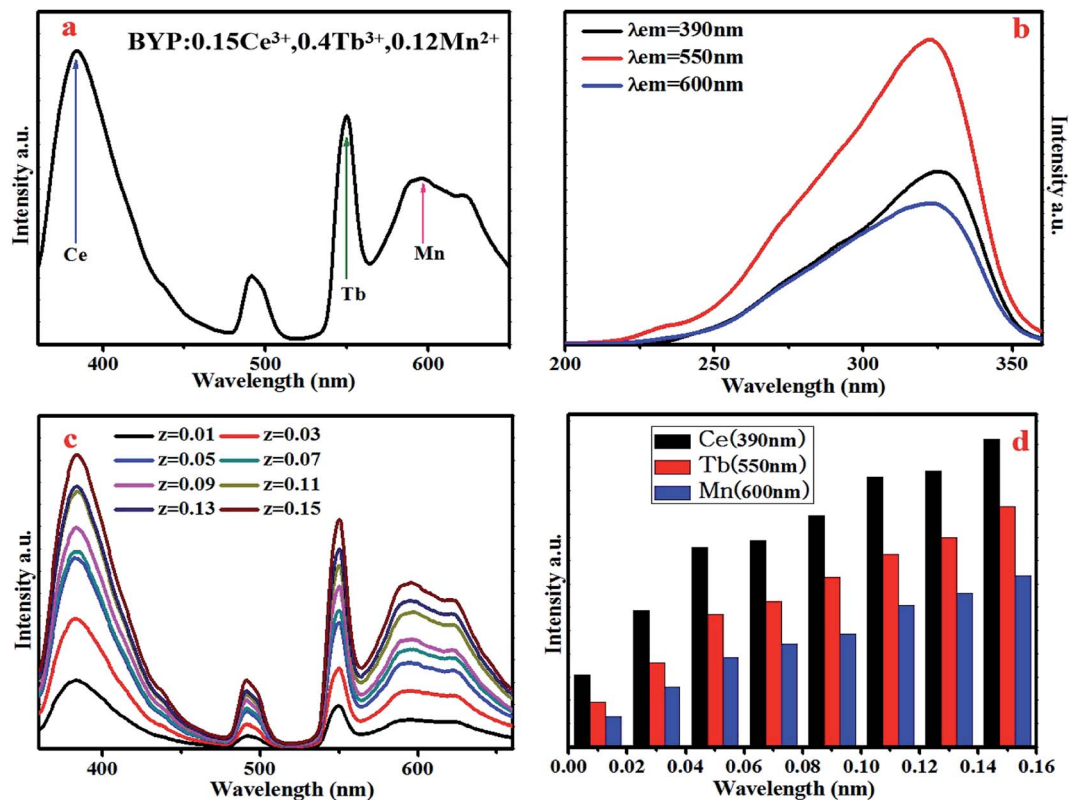 a
BYP:0.15Ce³⁺,0.4Tb³⁺,0.12Mn²⁺
Intensity a.u.
Ce
Tb
Mn
400 500 600
Wavelength (nm)
b
λem=390nm
λem=550nm
λem=600nm
Intensity a.u.
200 250 300 350
Wavelength (nm)
c
z=0.01 z=0.03
z=0.05 z=0.07
z=0.09 z=0.11
z=0.13 z=0.15
Intensity a.u.
400 500 600
Wavelength (nm)
d
Ce(390nm)
Tb(550nm)
Mn(600nm)
Intensity a.u.
0.00 0.02 0.04 0.06 0.08 0.10 0.12 0.14 0.16
Wavelength (nm)